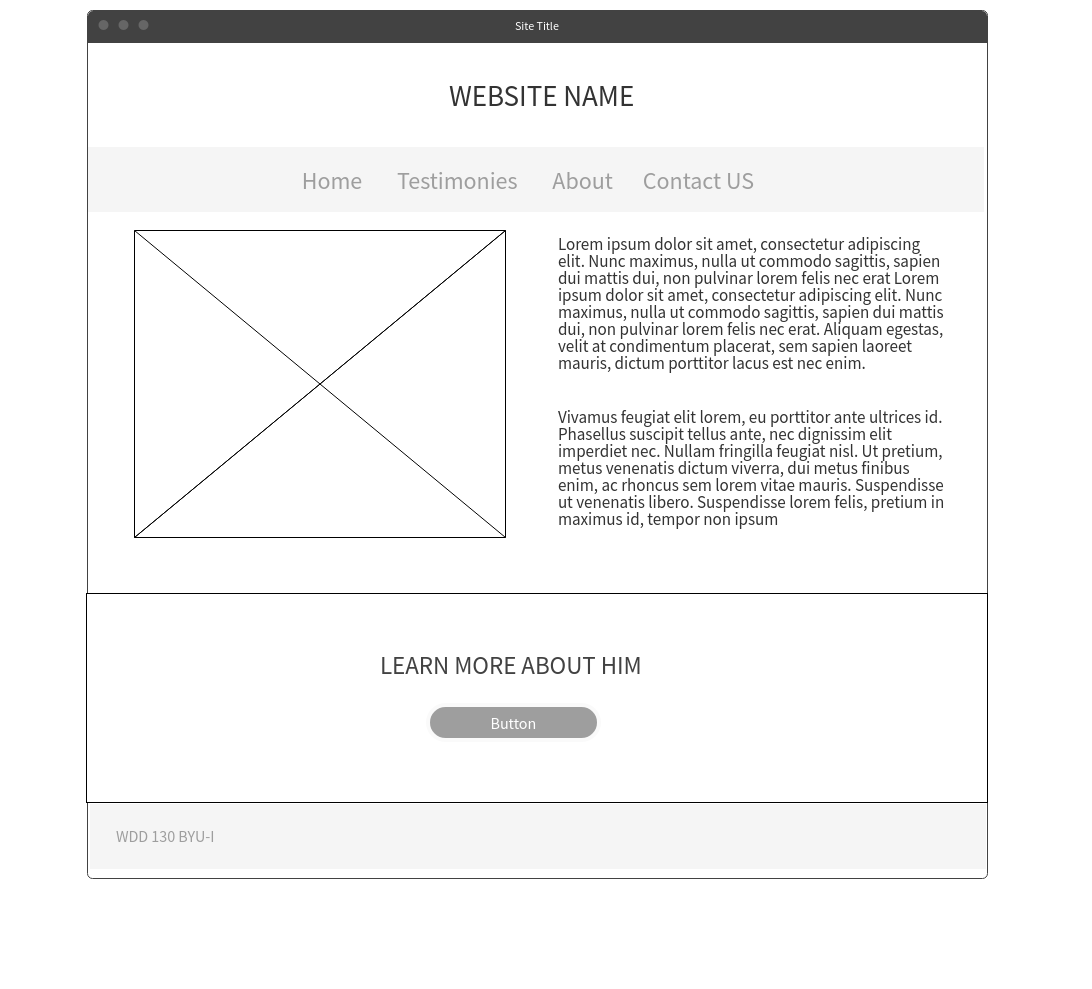 Site Title
WEBSITE NAME
Home Testimonies About Contact US
Lorem ipsum dolor sit amet, consectetur adipiscing
elit. Nunc maximus, nulla ut commodo sagittis, sapien
dui mattis dui, non pulvinar lorem felis nec erat Lorem
ipsum dolor sit amet, consectetur adipiscing elit. Nunc
maximus, nulla ut commodo sagittis, sapien dui mattis
dui, non pulvinar lorem felis nec erat. Aliquam egestas,
velit at condimentum placerat, sem sapien laoreet
mauris, dictum porttitor lacus est nec enim.
Vivamus feugiat elit lorem, eu porttitor ante ultrices id.
Phasellus suscipit tellus ante, nec dignissim elit
imperdiet nec. Nullam fringilla feugiat nisl. Ut pretium,
metus venenatis dictum viverra, dui metus finibus
enim, ac rhoncus sem lorem vitae mauris. Suspendisse
ut venenatis libero. Suspendisse lorem felis, pretium in
maximus id, tempor non ipsum
LEARN MORE ABOUT HIM
Button
WDD 130 BYU-I